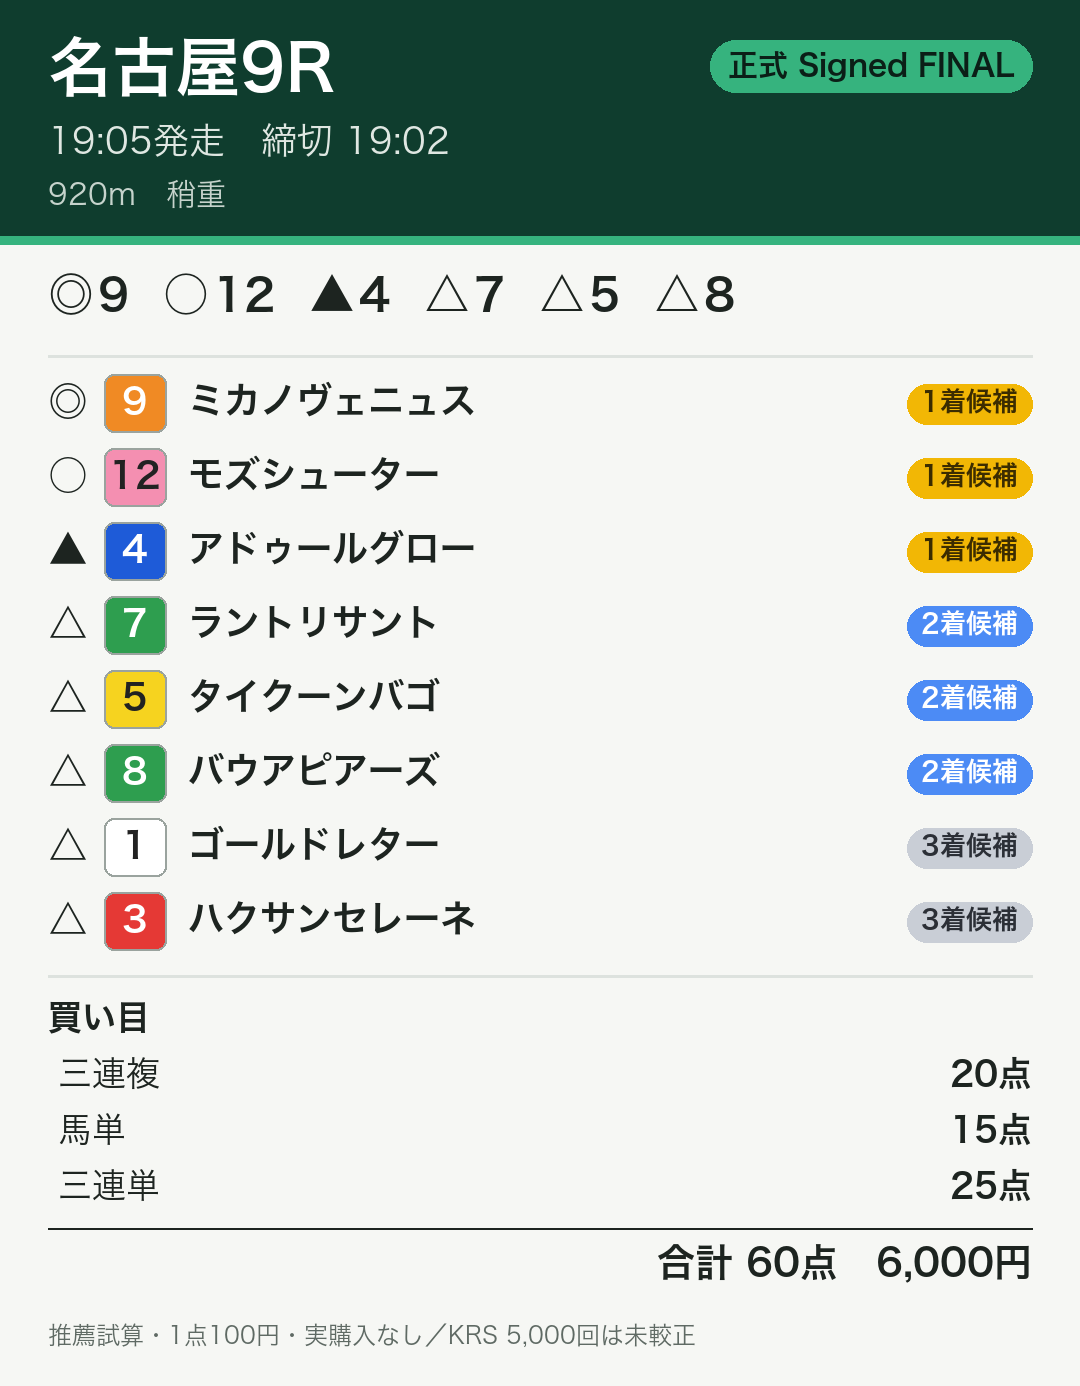 名古屋9R
正式 Signed FINAL
19:05発走　締切 19:02
920m　稍重
◎9 ○12 ▲4 △7 △5 △8
◎ 9 ミカノヴェニュス 1着候補
○ 12 モズシューター 1着候補
▲ 4 アドゥールグロー 1着候補
△ 7 ラントリサント 2着候補
△ 5 タイクーンバゴ 2着候補
△ 8 バウアピアーズ 2着候補
△ 1 ゴールドレター 3着候補
△ 3 ハクサンセレーネ 3着候補
買い目
三連複 20点
馬単 15点
三連単 25点
合計 60点　6,000円
推薦試算・1点100円・実購入なし／KRS 5,000回は未較正